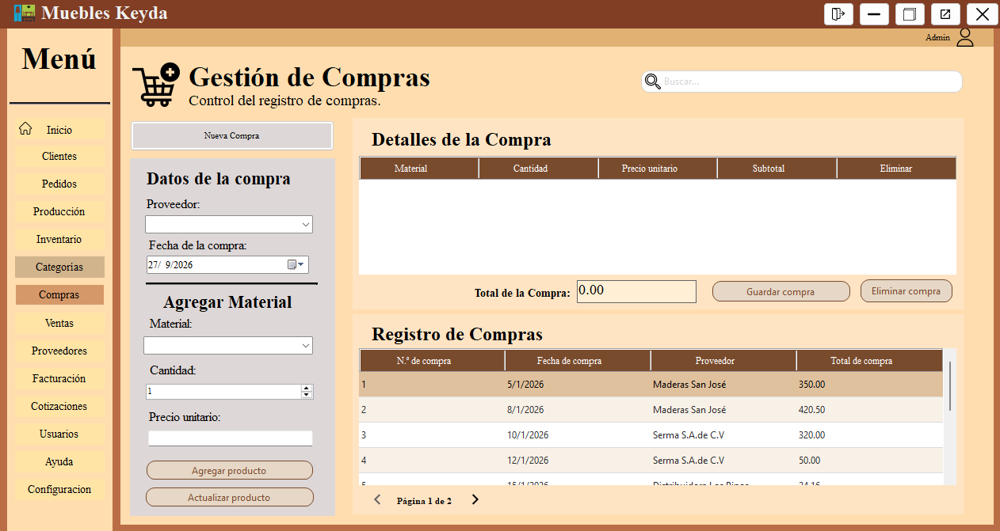 Muebles Keyda
Admin
Menú
Inicio
Clientes
Pedidos
Producción
Inventario
Categorias
Compras
Ventas
Proveedores
Facturación
Cotizaciones
Usuarios
Ayuda
Configuracion
Gestión de Compras
Control del registro de compras.
Buscar...
Nueva Compra
Datos de la compra
Proveedor:
Fecha de la compra:
27/ 9/2026
Agregar Material
Material:
Cantidad:
1
Precio unitario:
Agregar producto
Actualizar producto
Detalles de la Compra
Material Cantidad Precio unitario Subtotal Eliminar
Total de la Compra: 0.00 Guardar compra Eliminar compra
Registro de Compras
N.º de compra Fecha de compra Proveedor Total de compra
1 5/1/2026 Maderas San José 350.00
2 8/1/2026 Maderas San José 420.50
3 10/1/2026 Serma S.A.de C.V 320.00
4 12/1/2026 Serma S.A.de C.V 50.00
5 15/1/2026 Distribuidora Los Pinos
Página 1 de 2